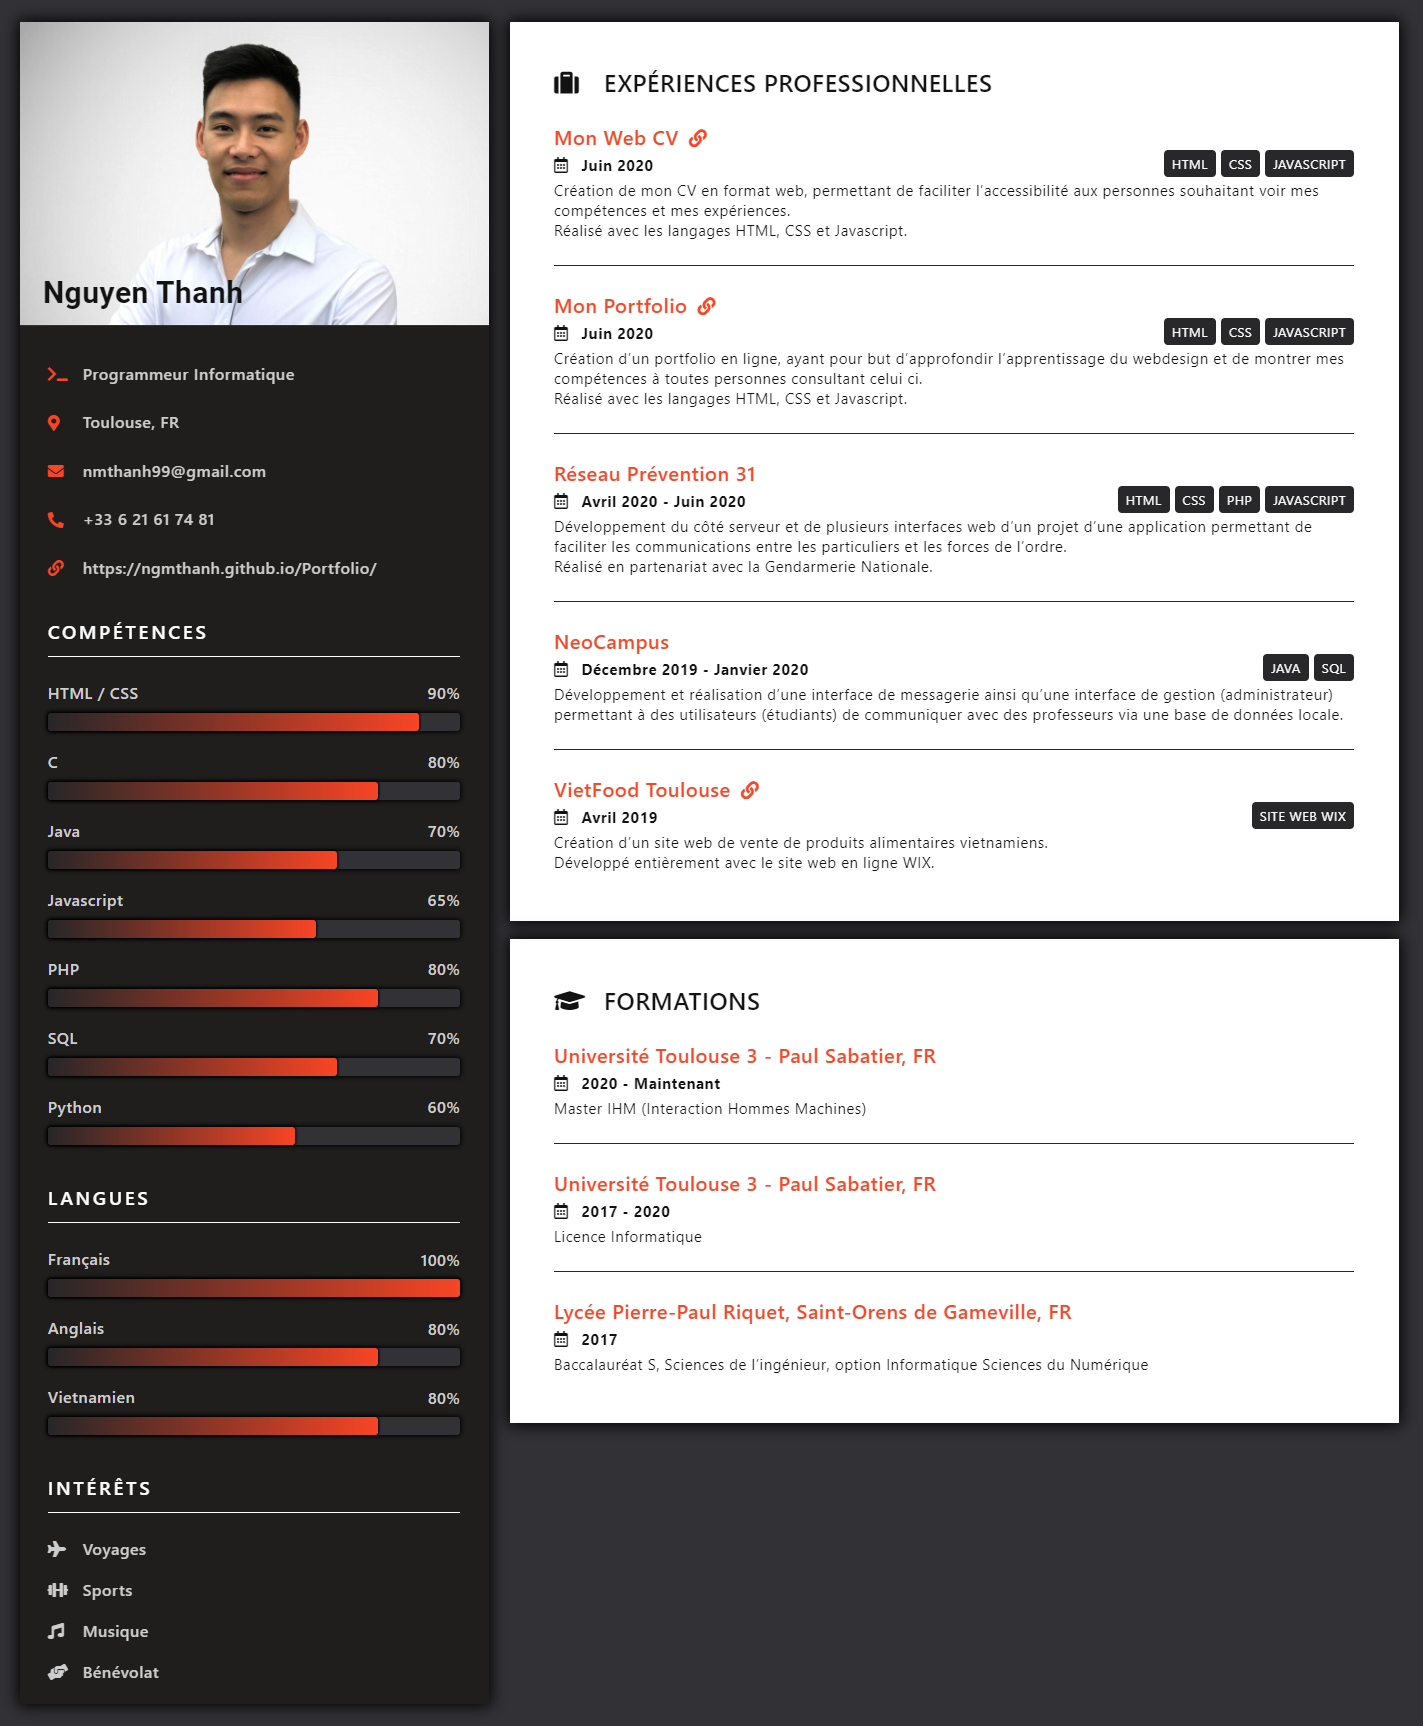 Nguyen Thanh
Programmeur Informatique
Toulouse, FR
nmthanh99@gmail.com
+33 6 21 61 74 81
https://ngmthanh.github.io/Portfolio/
COMPÉTENCES
HTML / CSS 90%
C 80%
Java 70%
Javascript 65%
PHP 80%
SQL 70%
Python 60%
LANGUES
Français 100%
Anglais 80%
Vietnamien 80%
INTÉRÊTS
Voyages
Sports
Musique
Bénévolat
EXPÉRIENCES PROFESSIONNELLES
Mon Web CV
Juin 2020 HTML CSS JAVASCRIPT
Création de mon CV en format web, permettant de faciliter l'accessibilité aux personnes souhaitant voir mes
compétences et mes expériences.
Réalisé avec les langages HTML, CSS et Javascript.
Mon Portfolio
Juin 2020 HTML CSS JAVASCRIPT
Création d'un portfolio en ligne, ayant pour but d'approfondir l'apprentissage du webdesign et de montrer mes
compétences à toutes personnes consultant celui ci.
Réalisé avec les langages HTML, CSS et Javascript.
Réseau Prévention 31
Avril 2020 - Juin 2020 HTML CSS PHP JAVASCRIPT
Développement du côté serveur et de plusieurs interfaces web d'un projet d'une application permettant de
faciliter les communications entre les particuliers et les forces de l'ordre.
Réalisé en partenariat avec la Gendarmerie Nationale.
NeoCampus
Décembre 2019 - Janvier 2020 JAVA SQL
Développement et réalisation d'une interface de messagerie ainsi qu'une interface de gestion (administrateur)
permettant à des utilisateurs (étudiants) de communiquer avec des professeurs via une base de données locale.
VietFood Toulouse
Avril 2019 SITE WEB WIX
Création d'un site web de vente de produits alimentaires vietnamiens.
Développé entièrement avec le site web en ligne WIX.
FORMATIONS
Université Toulouse 3 - Paul Sabatier, FR
2020 - Maintenant
Master IHM (Interaction Hommes Machines)
Université Toulouse 3 - Paul Sabatier, FR
2017 - 2020
Licence Informatique
Lycée Pierre-Paul Riquet, Saint-Orens de Gameville, FR
2017
Baccalauréat S, Sciences de l'ingénieur, option Informatique Sciences du Numérique